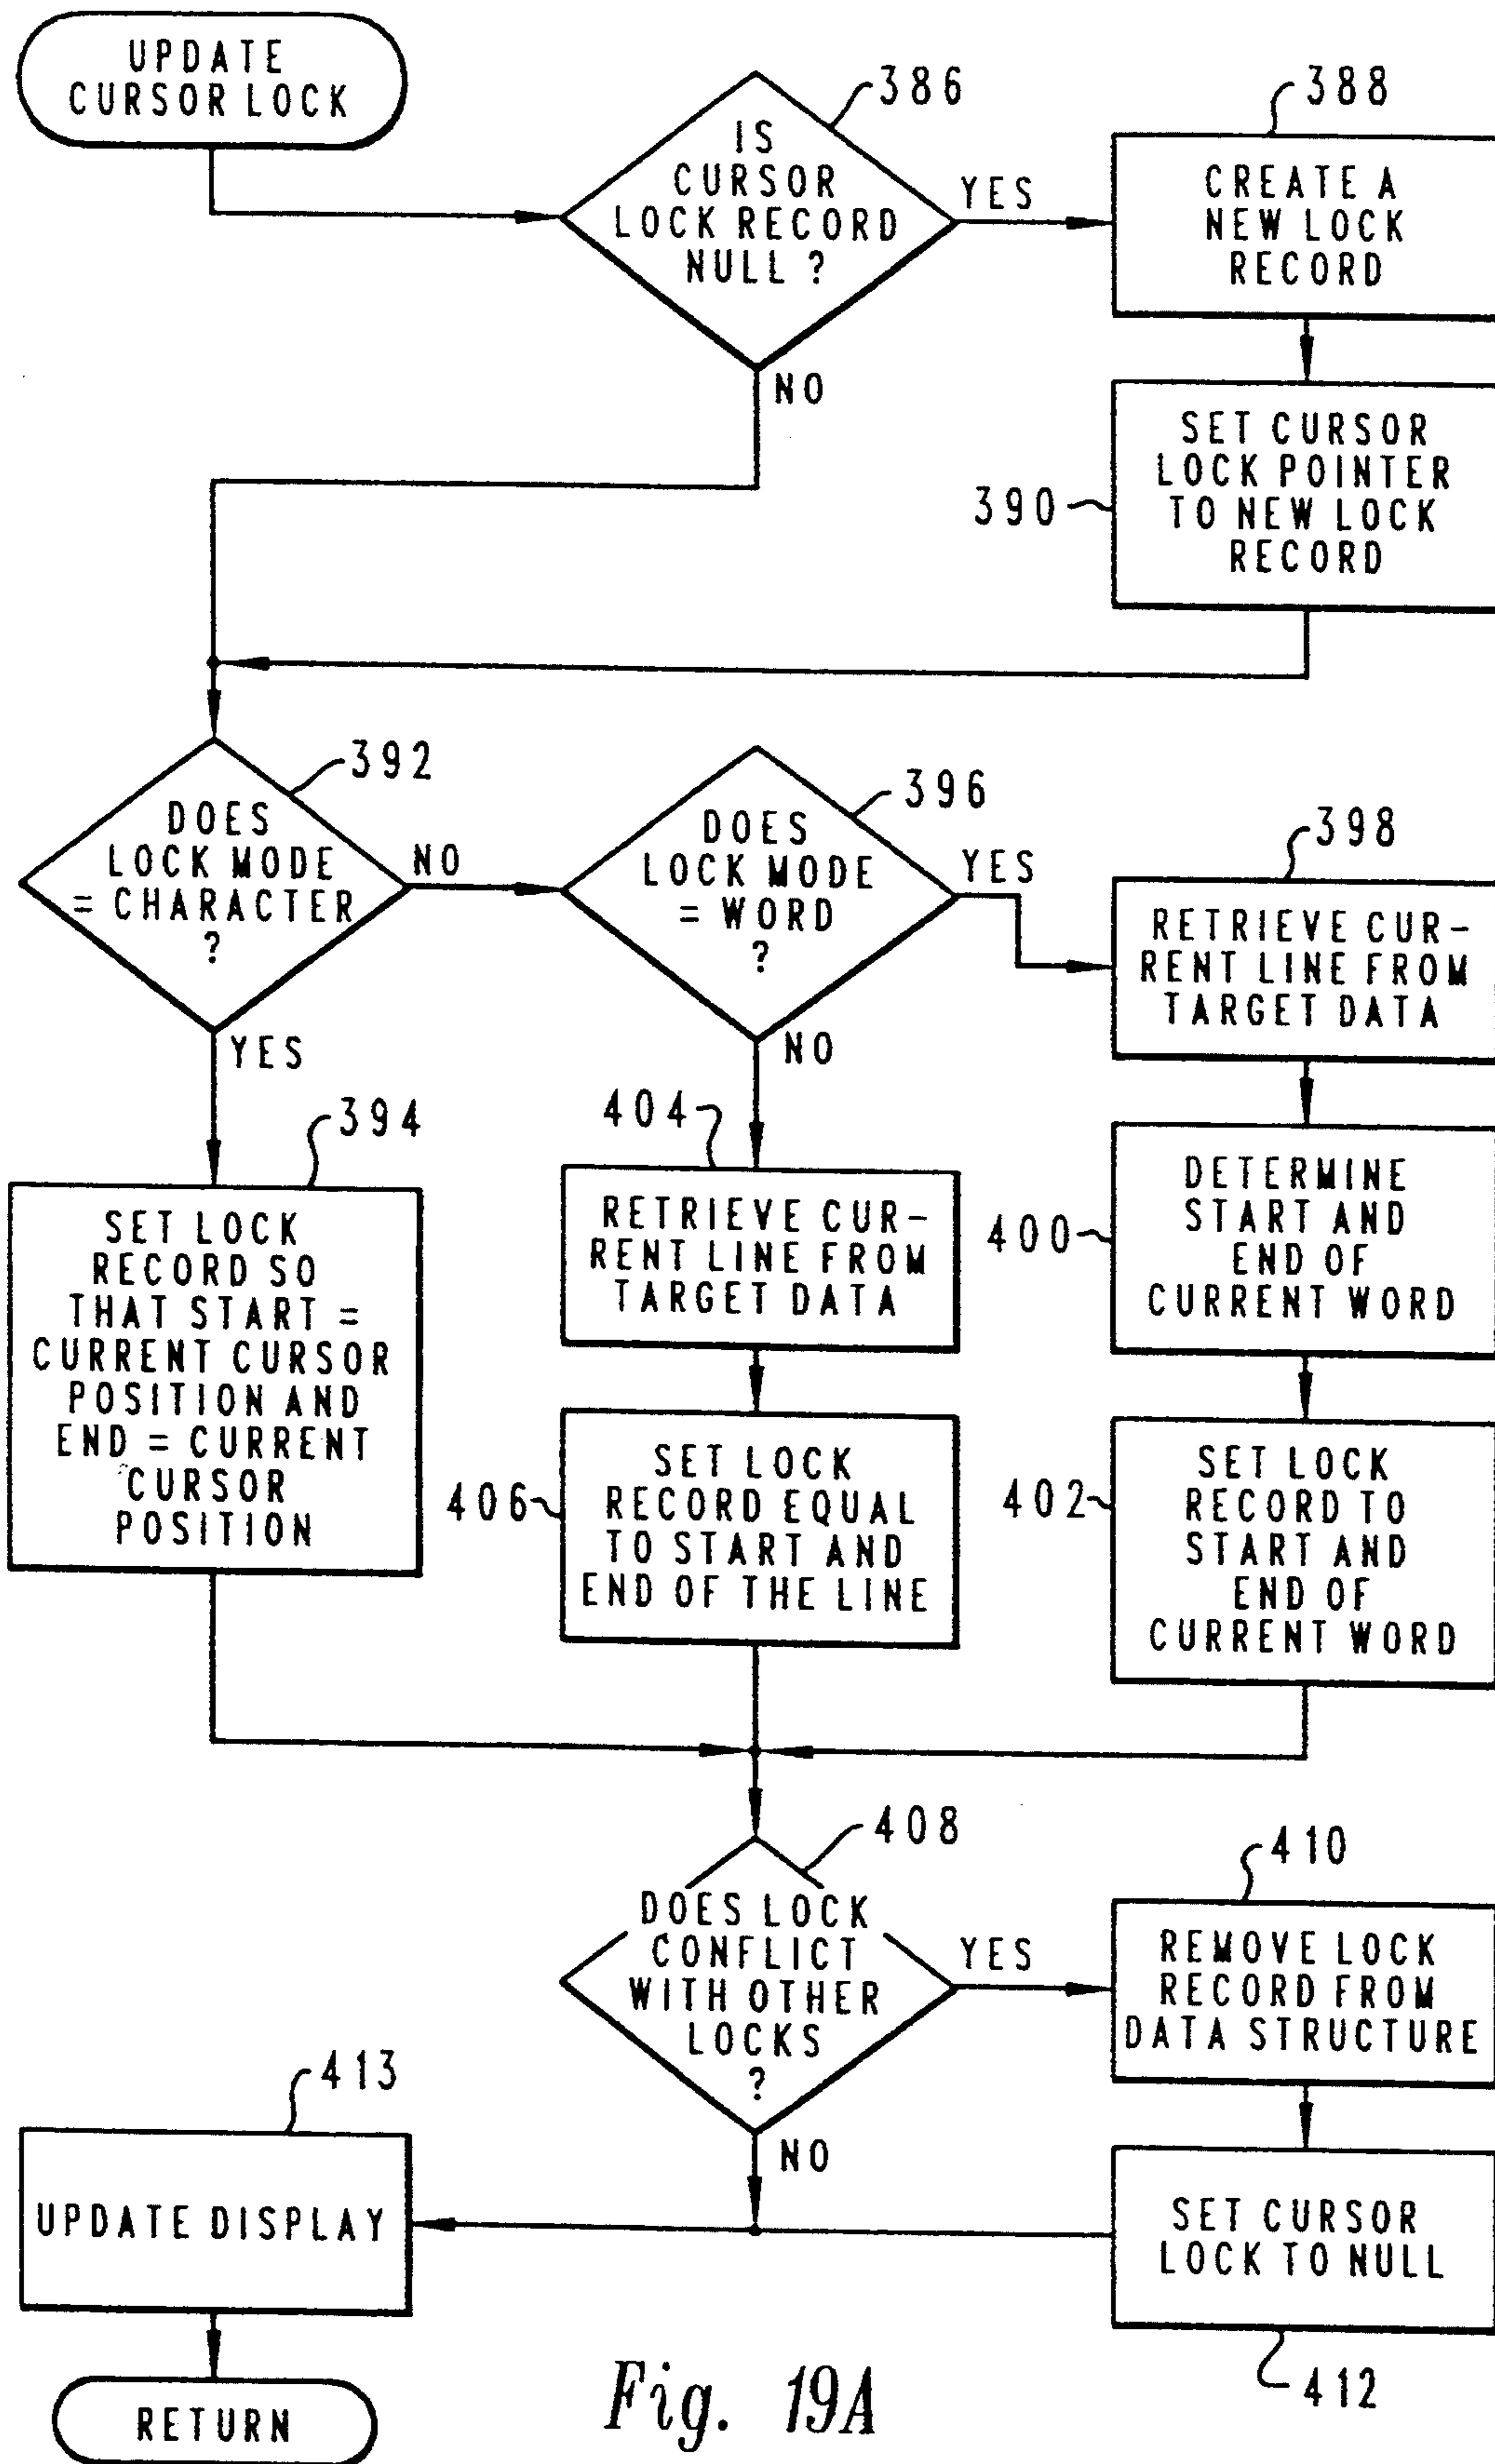 UPDATE
CURSOR LOCK
386
IS
CURSOR
LOCK RECORD
NULL ?
YES
NO
388
CREATE A
NEW LOCK
RECORD
390
SET CURSOR
LOCK POINTER
TO NEW LOCK
RECORD
392
DOES
LOCK MODE
= CHARACTER
?
NO
YES
396
DOES
LOCK MODE
= WORD
?
YES
NO
398
RETRIEVE CUR-
RENT LINE FROM
TARGET DATA
394
SET LOCK
RECORD SO
THAT START =
CURRENT CURSOR
POSITION AND
END = CURRENT
CURSOR
POSITION
404
RETRIEVE CUR-
RENT LINE FROM
TARGET DATA
400
DETERMINE
START AND
END OF
CURRENT WORD
406
SET LOCK
RECORD EQUAL
TO START AND
END OF THE LINE
402
SET LOCK
RECORD TO
START AND
END OF
CURRENT WORD
408
DOES LOCK
CONFLICT
WITH OTHER
LOCKS
?
YES
NO
410
REMOVE LOCK
RECORD FROM
DATA STRUCTURE
413
UPDATE DISPLAY
SET CURSOR
LOCK TO NULL
412
RETURN
Fig. 19A